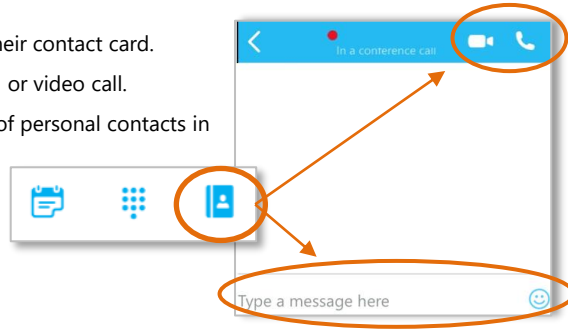 heir contact card.
or video call.
of personal contacts in
In a conference call
Type a message here